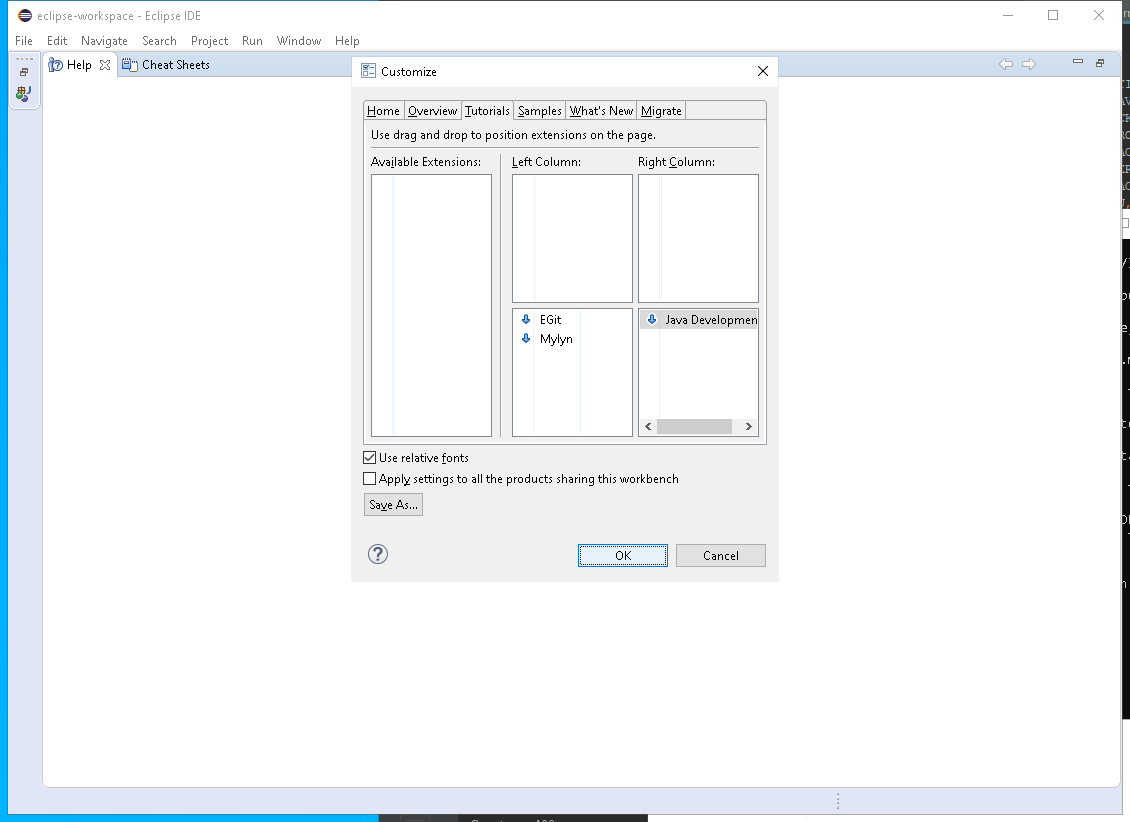 eclipse-workspace - Eclipse IDE
File Edit Navigate Search Project Run Window Help
Help Cheat Sheets
Customize
Home Overview Tutorials Samples What's New Migrate
Use drag and drop to position extensions on the page.
Available Extensions: Left Column: Right Column:
EGit Java Developmen
Mylyn
Use relative fonts
Apply settings to all the products sharing this workbench
Save As...
? OK Cancel